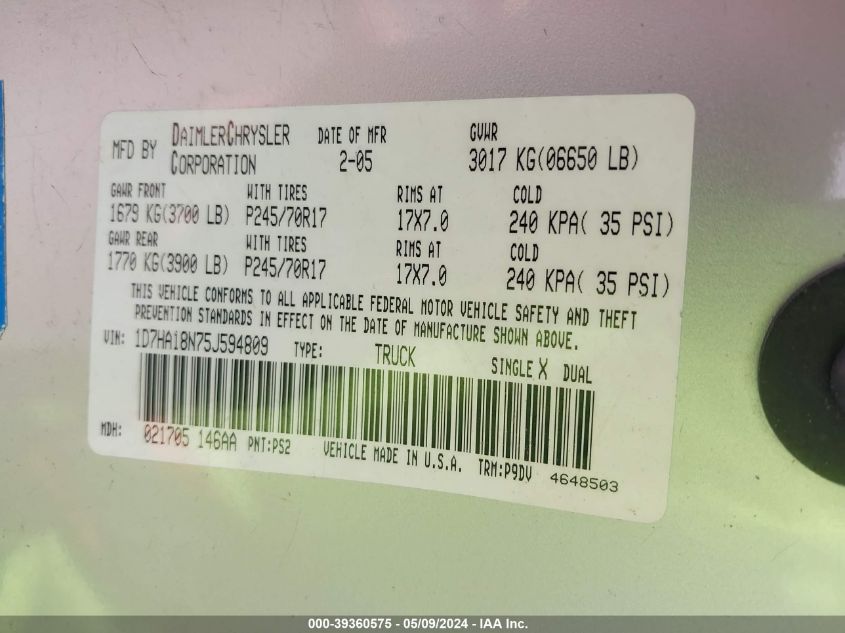 MFD BY DAIMLERCHRYSLER CORPORATION DATE OF MFR 2-05 GVWR 3017 KG(06650 LB)
GAWR FRONT WITH TIRES RIMS AT COLD
1679 KG(3700 LB) P245/70R17 17X7.0 240 KPA( 35 PSI)
GAWR REAR WITH TIRES RIMS AT COLD
1770 KG(3900 LB) P245/70R17 17X7.0 240 KPA( 35 PSI)
THIS VEHICLE CONFORMS TO ALL APPLICABLE FEDERAL MOTOR VEHICLE SAFETY AND THEFT
PREVENTION STANDARDS IN EFFECT ON THE DATE OF MANUFACTURE SHOWN ABOVE.
VIN: 1D7HA18N75J594809 TYPE: TRUCK SINGLE X DUAL
MDH: 021705 146AA PNT:PS2 VEHICLE MADE IN U.S.A. TRM:P9DV 4648503
000-39360575 - 05/09/2024 - IAA Inc.